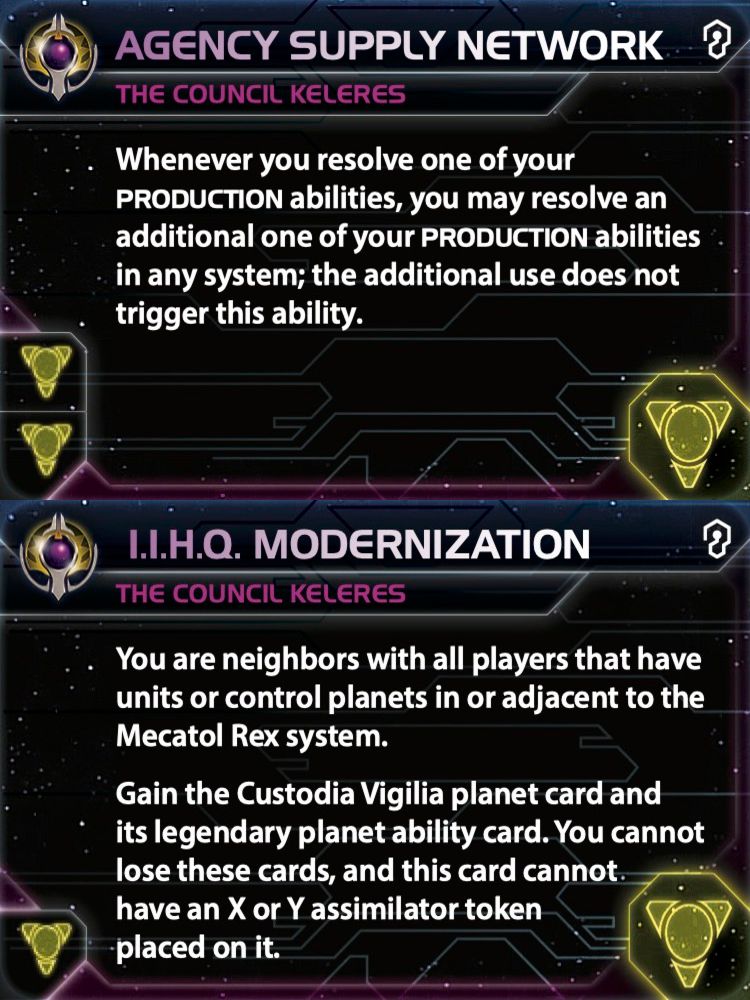 AGENCY SUPPLY NETWORK
THE COUNCIL KELERES
Whenever you resolve one of your
PRODUCTION abilities, you may resolve an
additional one of your PRODUCTION abilities
in any system; the additional use does not
trigger this ability.
I.I.H.Q. MODERNIZATION
THE COUNCIL KELERES
You are neighbors with all players that have
units or control planets in or adjacent to the
Mecatol Rex system.
Gain the Custodia Vigilia planet card and
its legendary planet ability card. You cannot
lose these cards, and this card cannot
have an X or Y assimilator token
placed on it.